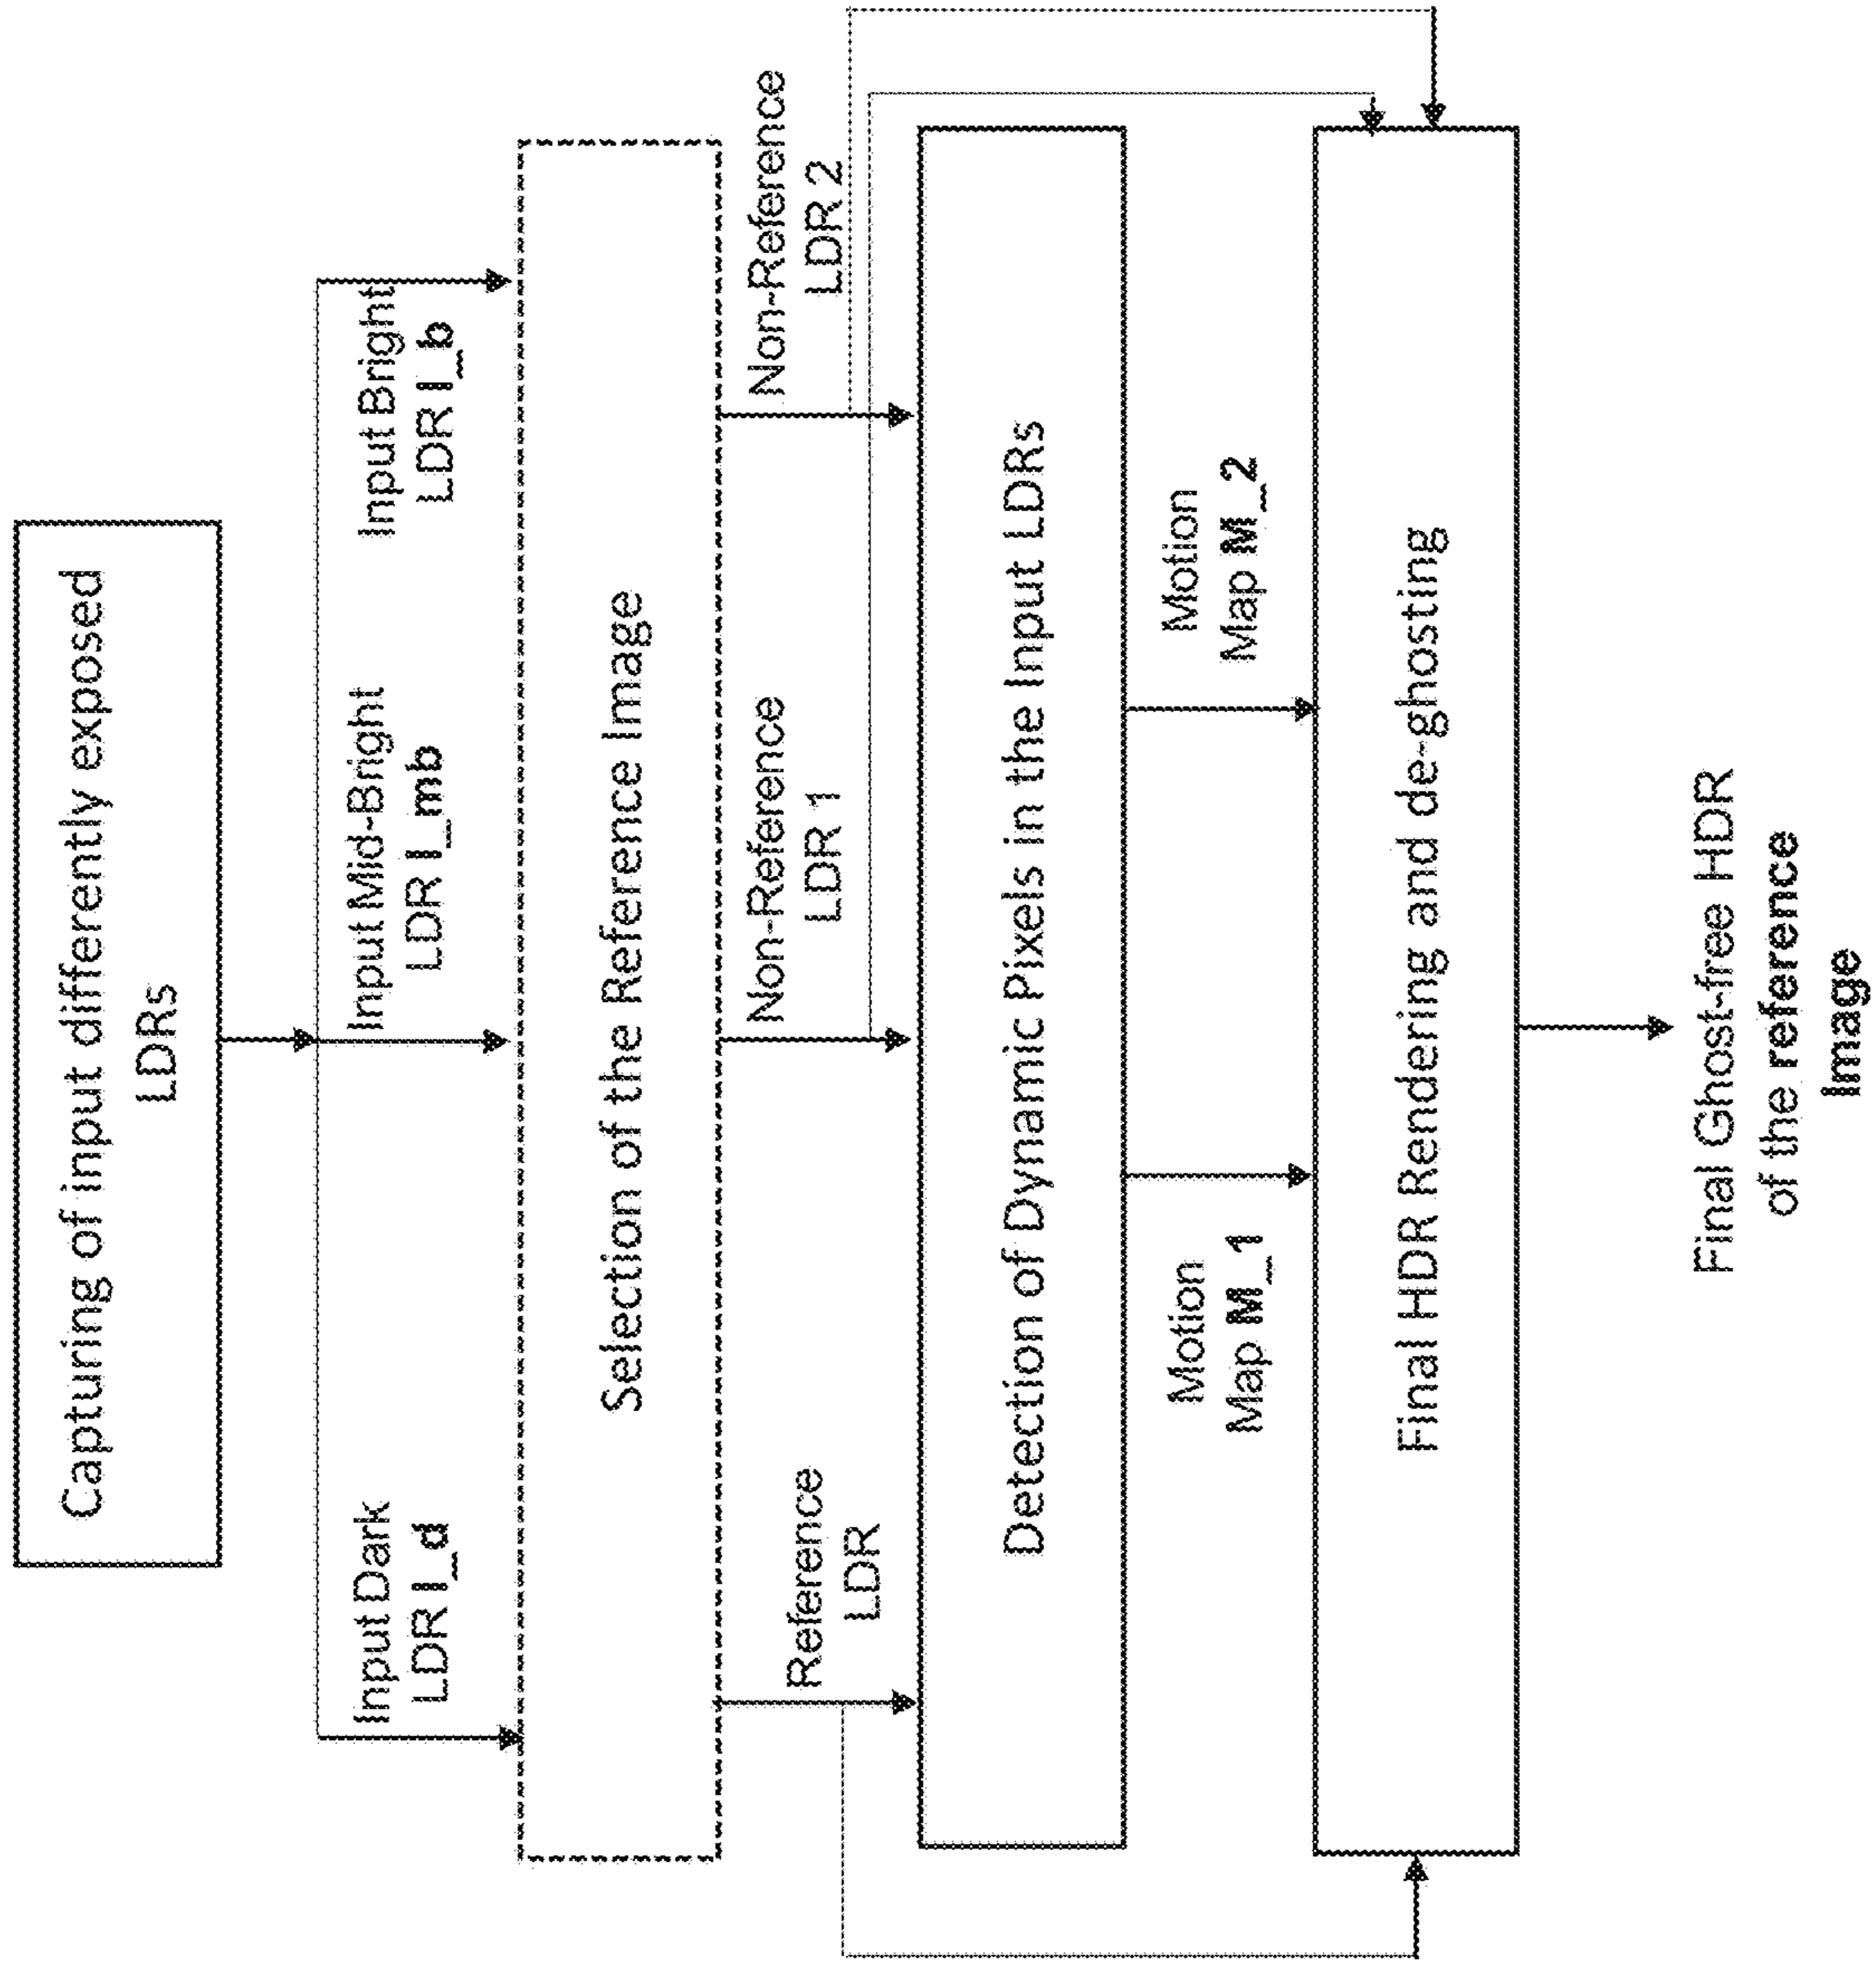 Capturing of input differently exposed
LDRs
Input Dark
LDR I_d
Input Mid-Bright
LDR I_mb
Input Bright
LDR I_b
Selection of the Reference Image
Reference
LDR
Non-Reference
LDR 1
Non-Reference
LDR 2
Detection of Dynamic Pixels in the Input LDRs
Motion
Map M_1
Motion
Map M_2
Final HDR Rendering and de-ghosting
Final Ghost-free HDR
of the reference
Image